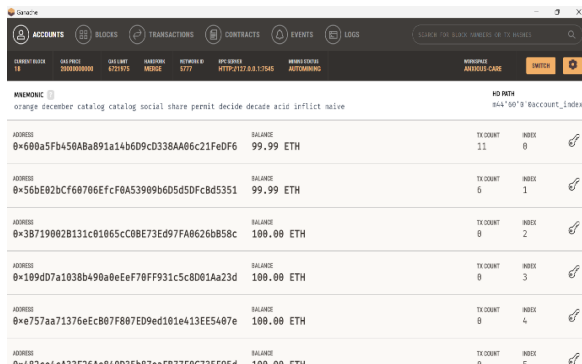 Ganache
ACCOUNTS BLOCKS TRANSACTIONS CONTRACTS EVENTS LOGS SEARCH FOR BLOCK NUMBERS OR TX HASHES
CURRENT BLOCK GAS PRICE GAS LIMIT HARDFORK NETWORK ID RPC SERVER MINING STATUS WORKSPACE
18 20000000000 6721975 MERGE 5777 HTTP://127.0.0.1:7545 AUTOMINING ANXIOUS-CARE SWITCH
MNEMONIC ? HD PATH
orange december catalog catalog social share permit decide decade acid inflict naive m44'60'0'0account_index
ADDRESS BALANCE TX COUNT INDEX
0×600a5Fb450ABa891a14b6D9cD338AA06c21FeDF6 99.99 ETH 11 0
ADDRESS BALANCE TX COUNT INDEX
0×56bE02bCf60706EfcF0A53909b6D5d5DFcBd5351 99.99 ETH 6 1
ADDRESS BALANCE TX COUNT INDEX
0×3B719002B131c01065cC0BE73Ed97FA0626bB58c 100.00 ETH 0 2
ADDRESS BALANCE TX COUNT INDEX
0×109dD7a1038b490a0eEeF70FF931c5c8D01Aa23d 100.00 ETH 0 3
ADDRESS BALANCE TX COUNT INDEX
0×e757aa71376eEcB07F807ED9ed101e413EE5407e 100.00 ETH 0 4
ADDRESS BALANCE TX COUNT INDEX
100.00 ETH 0 5